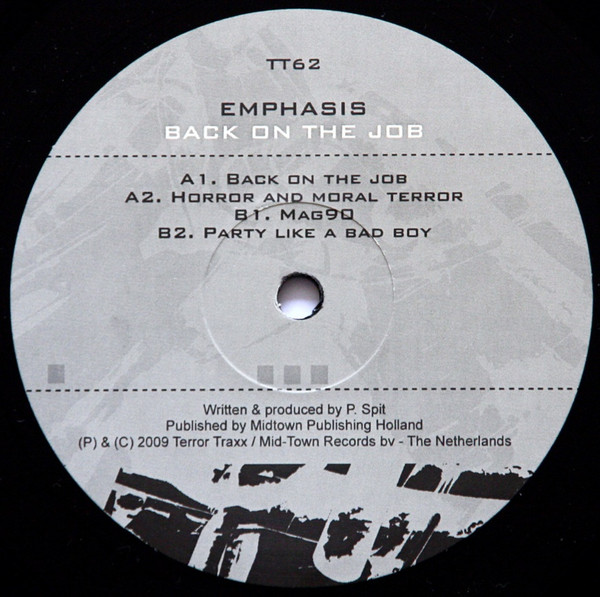 TT62
EMPHASIS
BACK ON THE JOB
A1. BACK ON THE JOB
A2. HORROR AND MORAL TERROR
B1. MAG90
B2. PARTY LIKE A BAD BOY
Written & produced by P. Spit
Published by Midtown Publishing Holland
(P) & (C) 2009 Terror Traxx / Mid-Town Records bv - The Netherlands